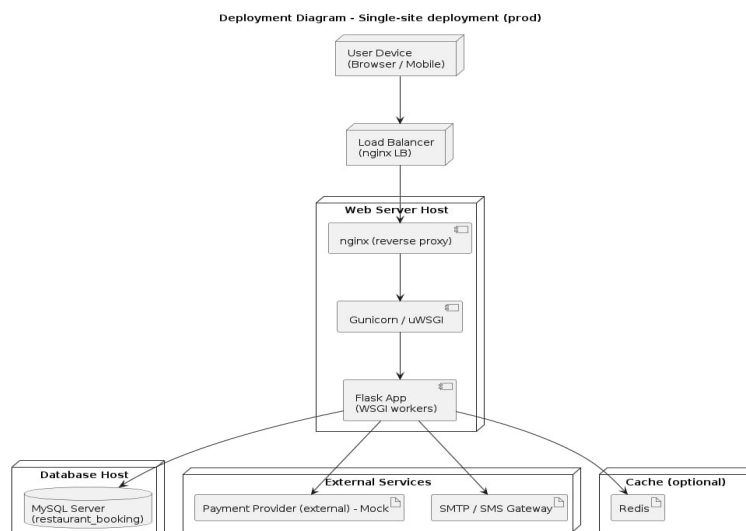 Deployment Diagram - Single-site deployment (prod)
User Device
(Browser / Mobile)
Load Balancer
(nginx LB)
Web Server Host
nginx (reverse proxy)
Gunicorn / uWSGI
Flask App
(WSGI workers)
Database Host
MySQL Server
(restaurant_booking)
External Services
Payment Provider (external) - Mock
SMTP / SMS Gateway
Cache (optional)
Redis